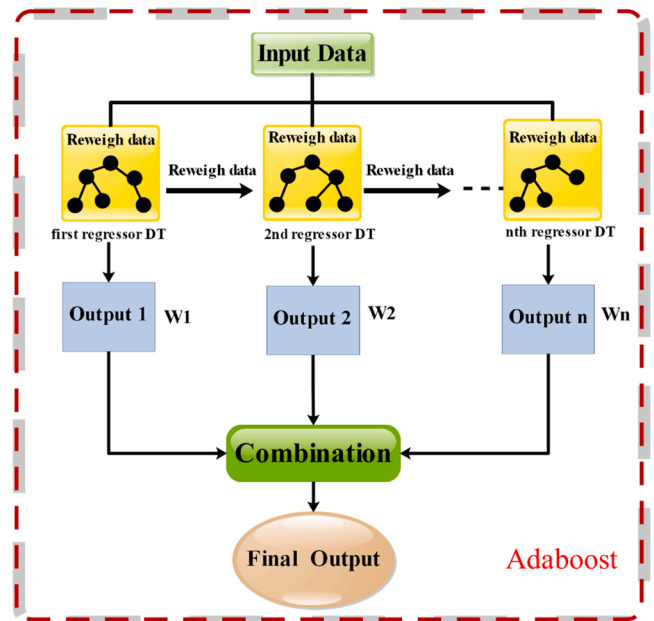 Input Data
Reweigh data
Reweigh data
Reweigh data
Reweigh data
Reweigh data
first regressor DT
2nd regressor DT
nth regressor DT
Output 1
W1
Output 2
W2
Output n
Wn
Combination
Final Output
Adaboost